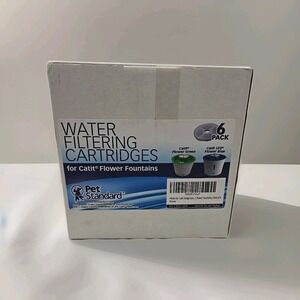 WATER
FILTERING
CARTRIDGES
for Catit® Flower Fountains
6
PACK
Catit®
Flower Green
Catit LED®
Flower Blue
Pet
Standard